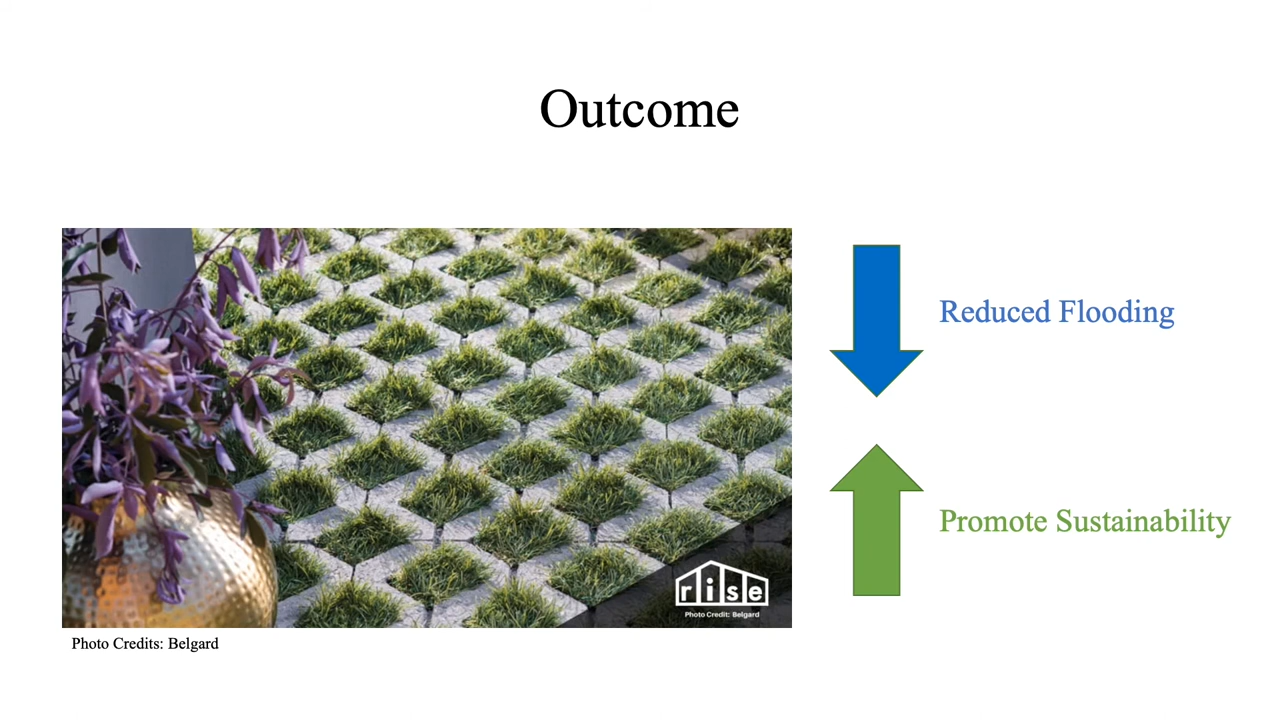 Outcome
Reduced Flooding
Promote Sustainability
rise
Photo Credit: Belgard
Photo Credits: Belgard